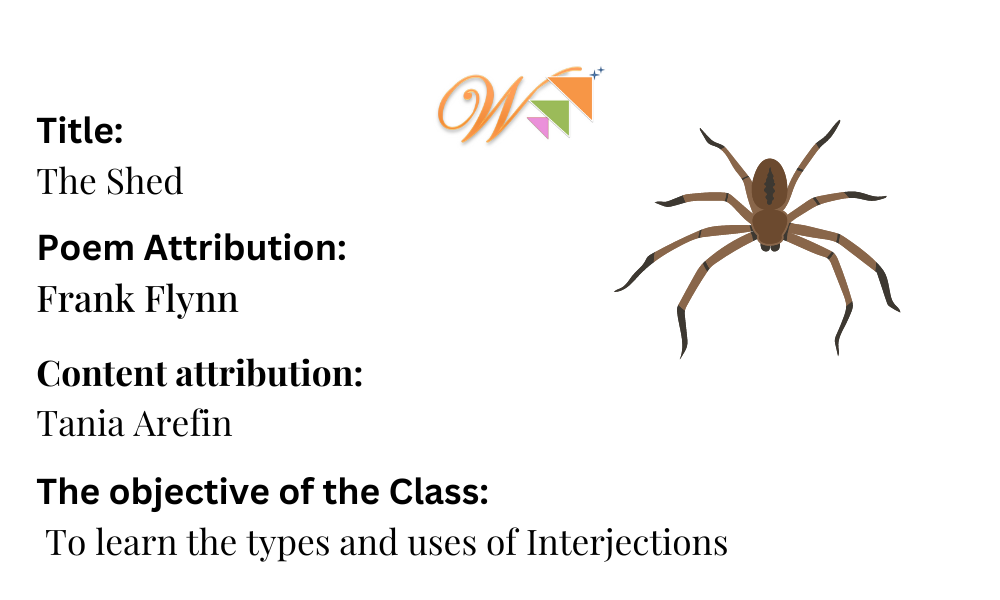 W
Title:
The Shed
Poem Attribution:
Frank Flynn
Content attribution:
Tania Arefin
The objective of the Class:
To learn the types and uses of Interjections